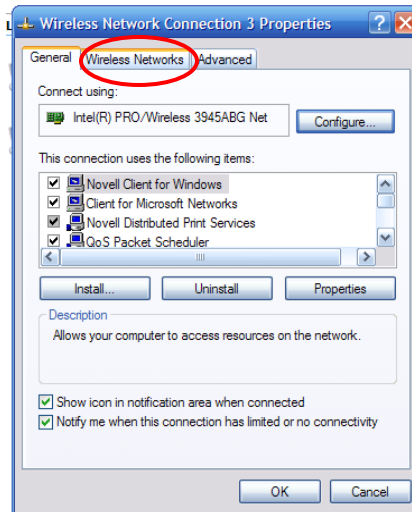 L
Wireless Network Connection 3 Properties
General Wireless Networks Advanced
Connect using:
Intel(R) PRO/Wireless 3945ABG Net Configure...
This connection uses the following items:
Novell Client for Windows
Client for Microsoft Networks
Novell Distributed Print Services
QoS Packet Scheduler
Install... Uninstall Properties
Description
Allows your computer to access resources on the network.
Show icon in notification area when connected
Notify me when this connection has limited or no connectivity
OK Cancel